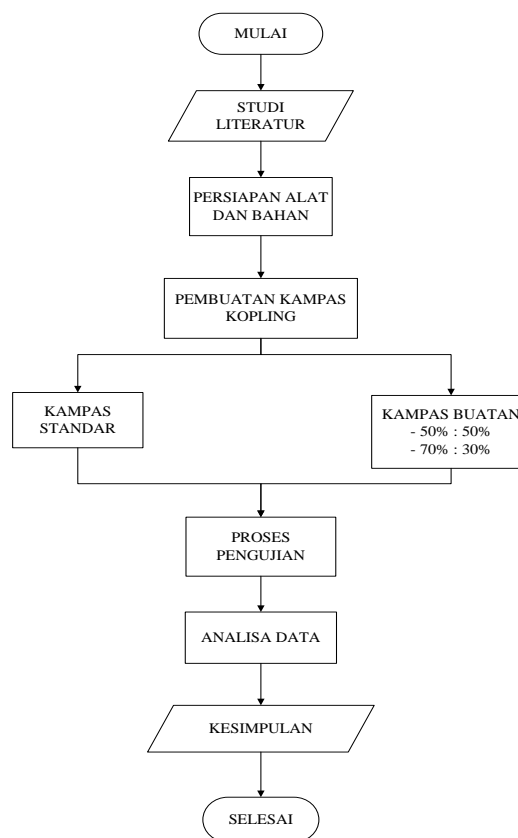 MULAI
STUDI
LITERATUR
PERSIAPAN ALAT
DAN BAHAN
PEMBUATAN KAMPAS
KOPLING
KAMPAS
STANDAR
KAMPAS BUATAN
- 50% : 50%
- 70% : 30%
PROSES
PENGUJIAN
ANALISA DATA
KESIMPULAN
SELESAI